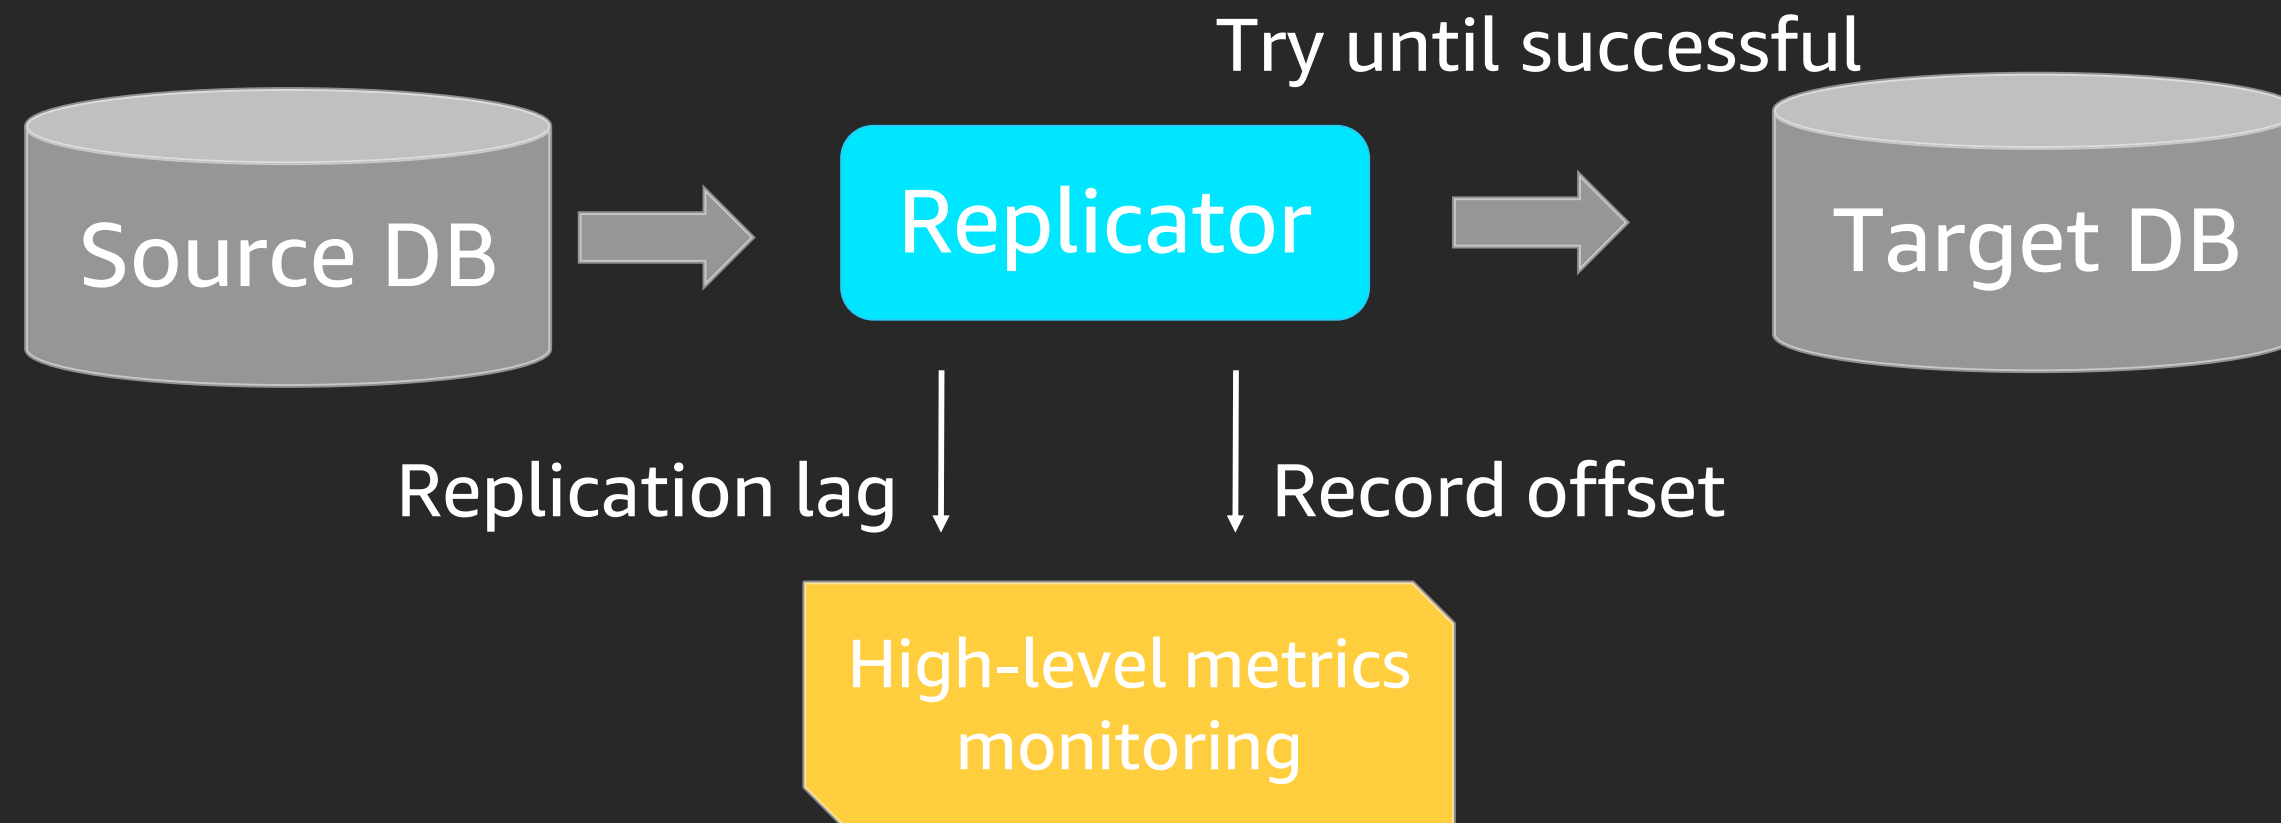 Try until successful
Source DB
Replicator
Target DB
Replication lag
Record offset
High-level metrics
monitoring